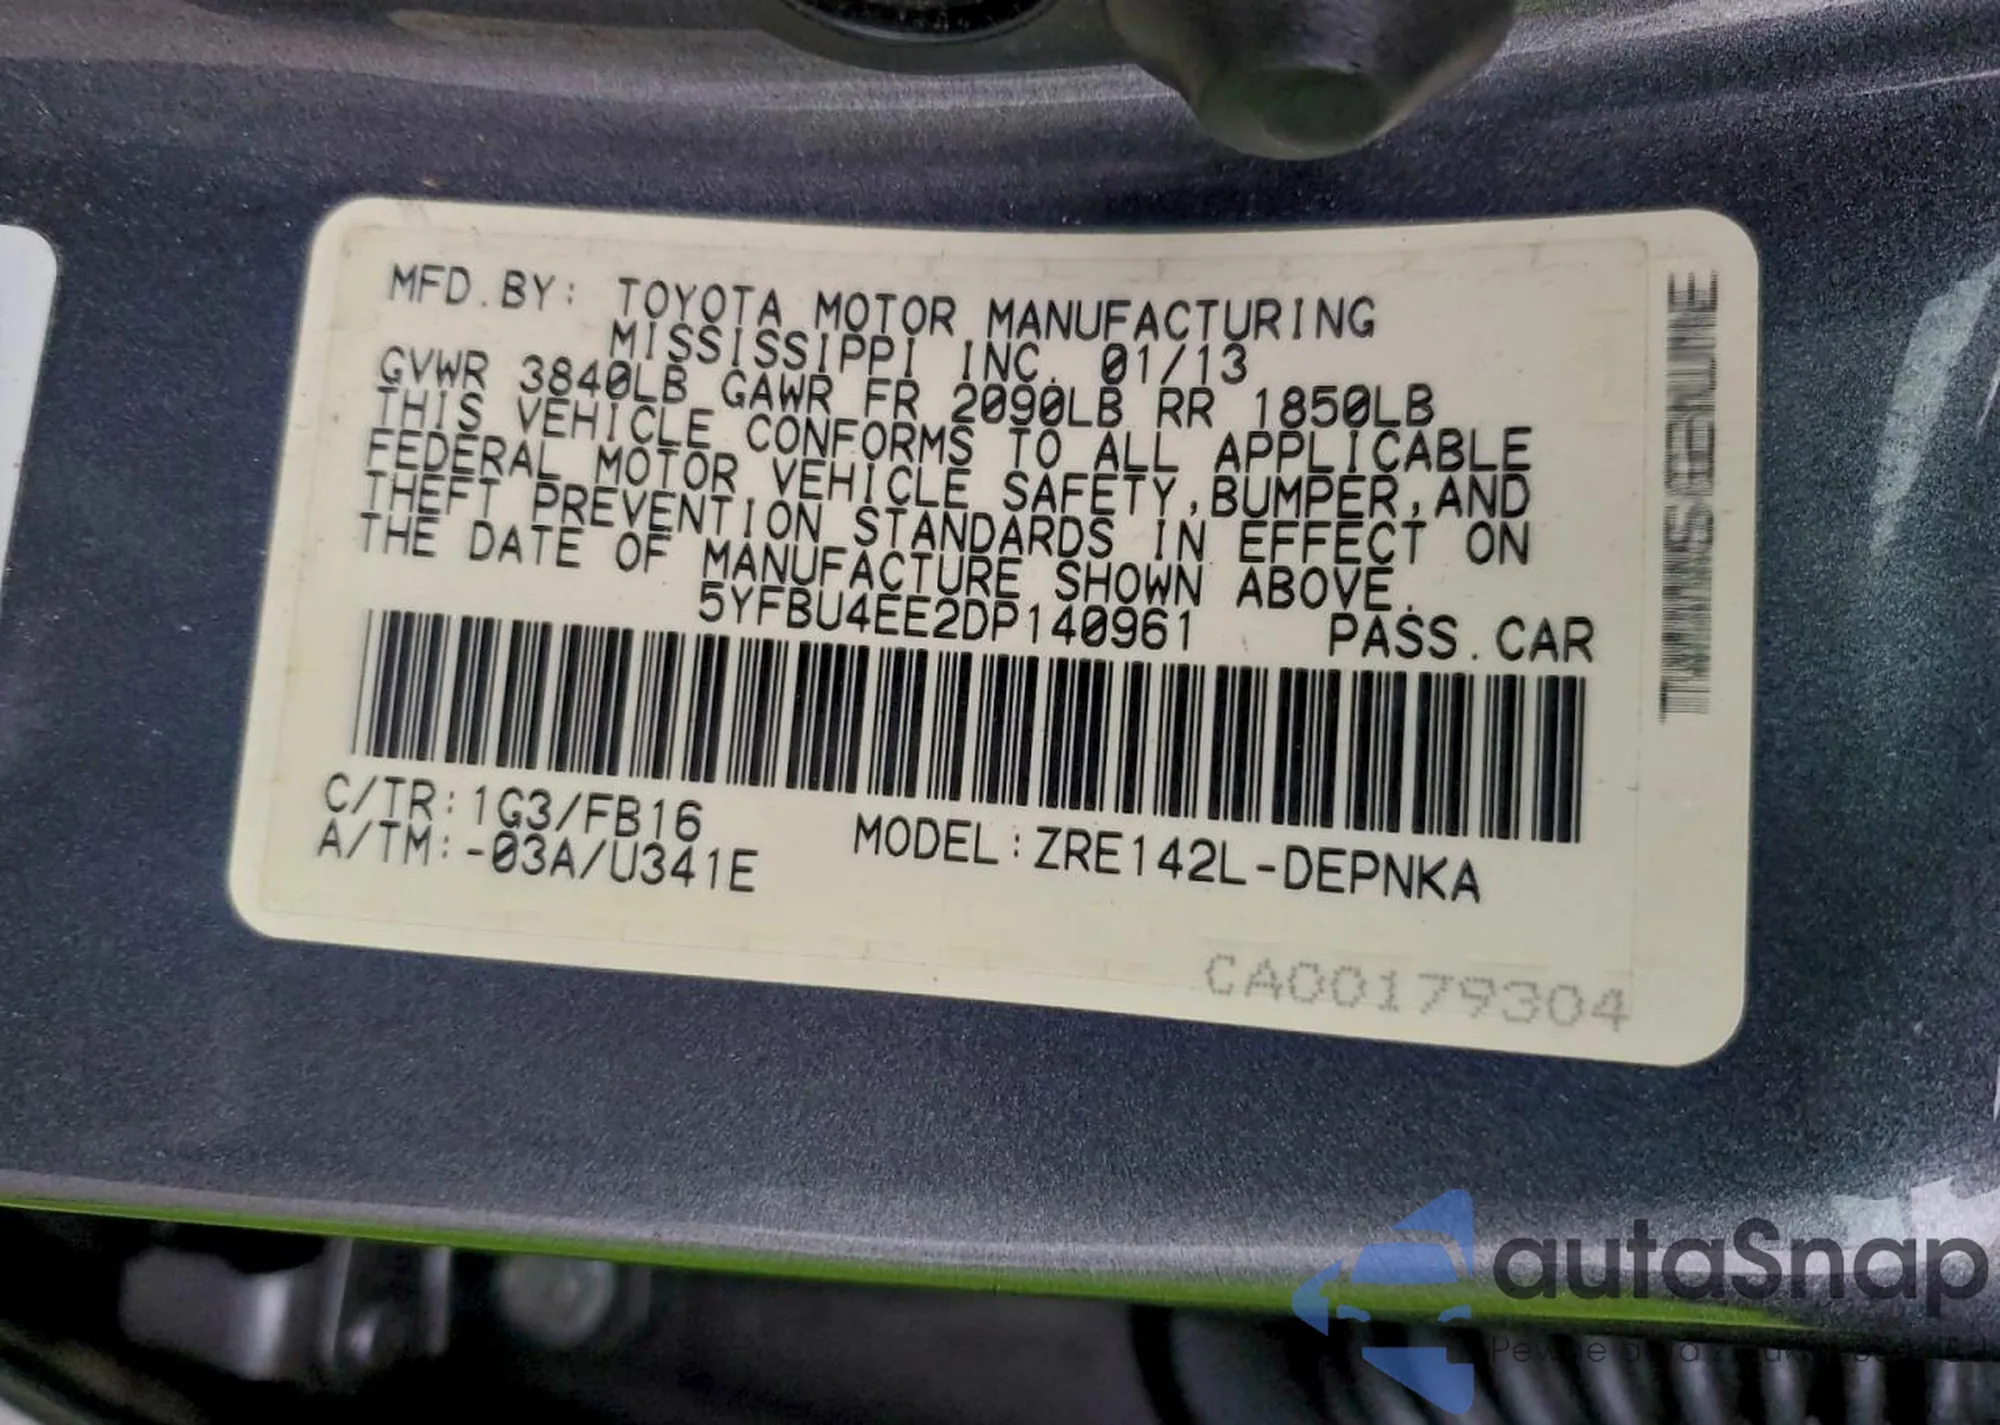 MFD.BY: TOYOTA MOTOR MANUFACTURING
MISSISSIPPI INC. 01/13
GVWR 3840LB GAWR FR 2090LB RR 1850LB
THIS VEHICLE CONFORMS TO ALL APPLICABLE
FEDERAL MOTOR VEHICLE SAFETY,BUMPER,AND
THEFT PREVENTION STANDARDS IN EFFECT ON
THE DATE OF MANUFACTURE SHOWN ABOVE.
5YFBU4EE2DP140961 PASS.CAR
C/TR:1G3/FB16
A/TM:-03A/U341E
MODEL:ZRE142L-DEPNKA
CA00179304
autaSnap